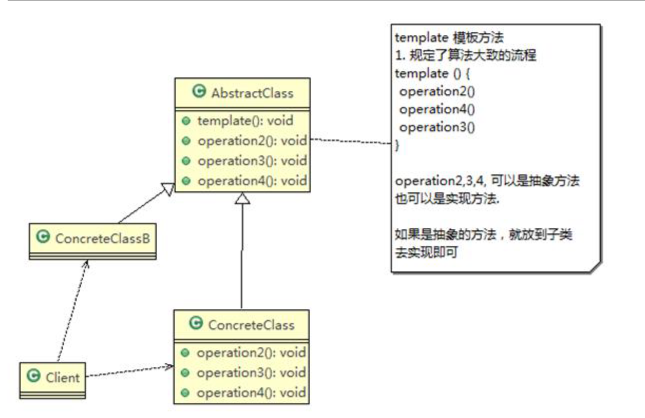 template 模板方法
1. 规定了算法大致的流程
template () {
operation2()
operation4()
operation3()
}
operation2,3,4, 可以是抽象方法
也可以是实现方法.
如果是抽象的方法，就放到子类
去实现即可
C AbstractClass
template(): void
operation2(): void
operation3(): void
operation4(): void
C ConcreteClassB
C ConcreteClass
operation2(): void
operation3(): void
operation4(): void
C Client